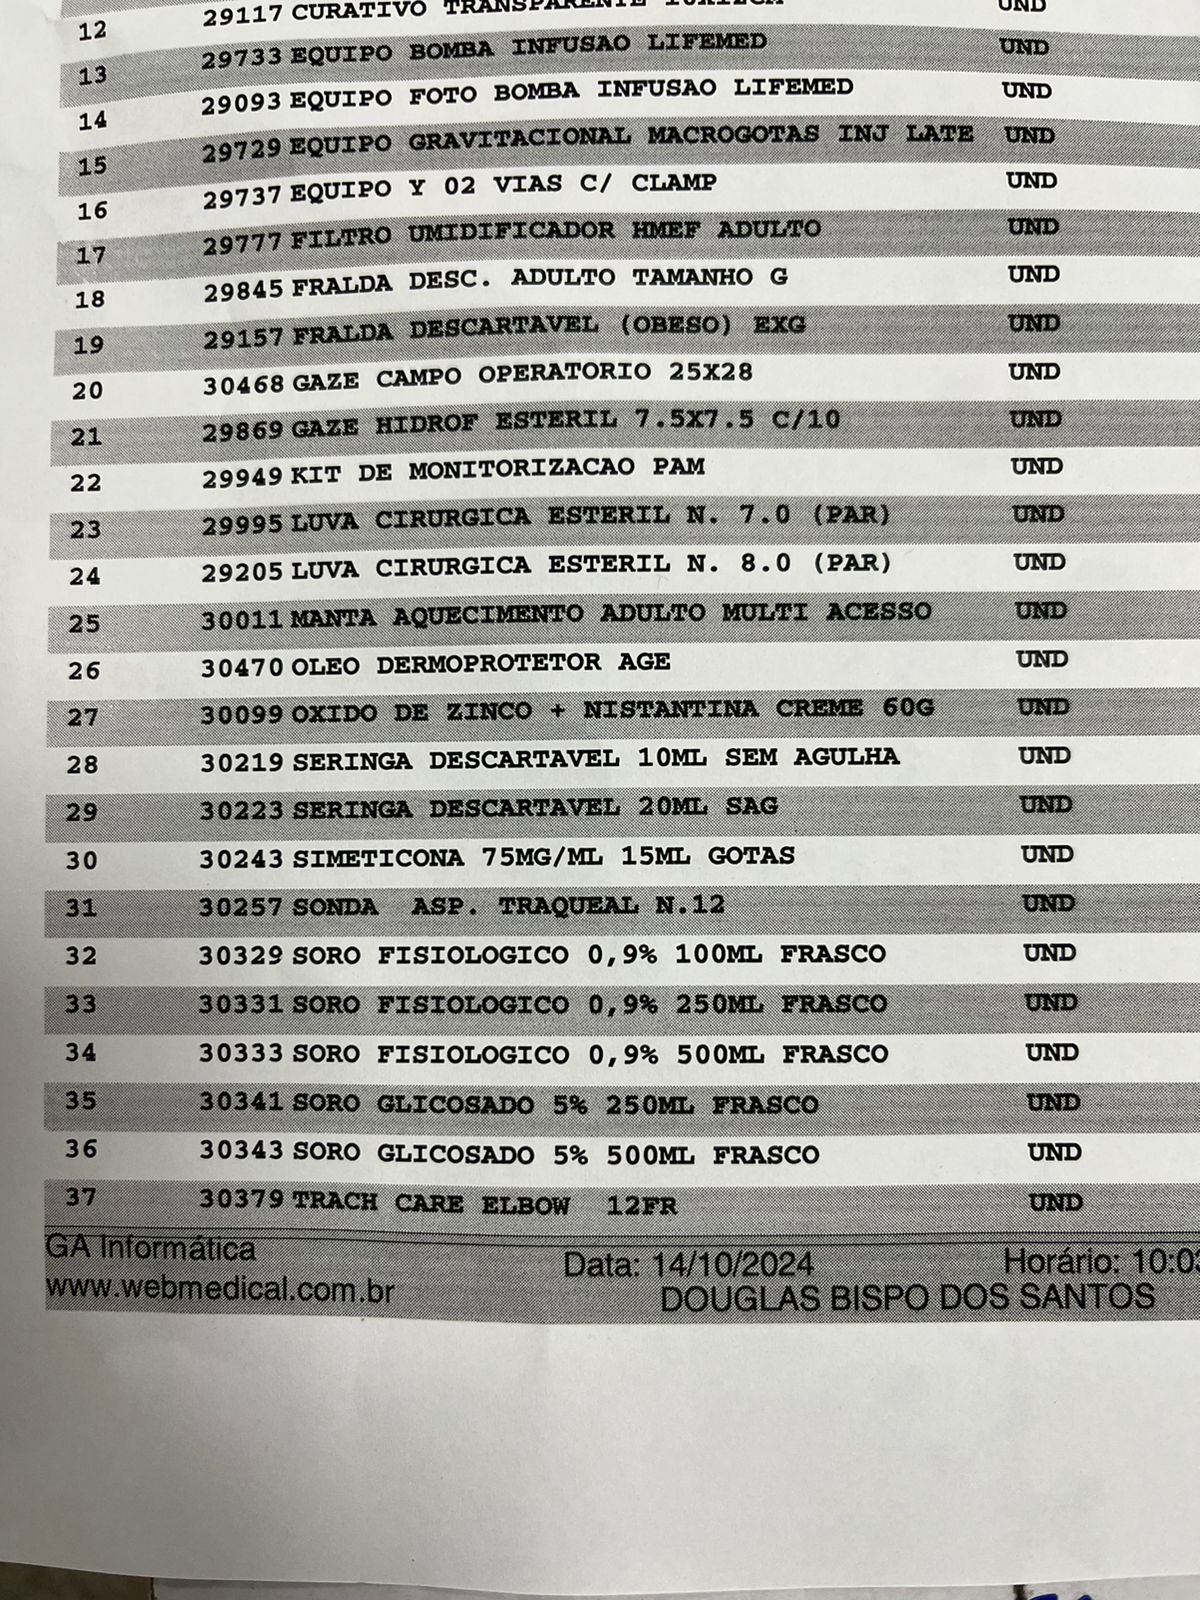 12 29117 CURATIVO TRANSPARENTE UND
13 29733 EQUIPO BOMBA INFUSAO LIFEMED UND
14 29093 EQUIPO FOTO BOMBA INFUSAO LIFEMED UND
15 29729 EQUIPO GRAVITACIONAL MACROGOTAS INJ LATE UND
16 29737 EQUIPO Y 02 VIAS C/ CLAMP UND
17 29777 FILTRO UMIDIFICADOR HMEF ADULTO UND
18 29845 FRALDA DESC. ADULTO TAMANHO G UND
19 29157 FRALDA DESCARTAVEL (OBESO) EXG UND
20 30468 GAZE CAMPO OPERATORIO 25X28 UND
21 29869 GAZE HIDROF ESTERIL 7.5X7.5 C/10 UND
22 29949 KIT DE MONITORIZACAO PAM UND
23 29995 LUVA CIRURGICA ESTERIL N. 7.0 (PAR) UND
24 29205 LUVA CIRURGICA ESTERIL N. 8.0 (PAR) UND
25 30011 MANTA AQUECIMENTO ADULTO MULTI ACESSO UND
26 30470 OLEO DERMOPROTETOR AGE UND
27 30099 OXIDO DE ZINCO + NISTANTINA CREME 60G UND
28 30219 SERINGA DESCARTAVEL 10ML SEM AGULHA UND
29 30223 SERINGA DESCARTAVEL 20ML SAG UND
30 30243 SIMETICONA 75MG/ML 15ML GOTAS UND
31 30257 SONDA ASP. TRAQUEAL N.12 UND
32 30329 SORO FISIOLOGICO 0,9% 100ML FRASCO UND
33 30331 SORO FISIOLOGICO 0,9% 250ML FRASCO UND
34 30333 SORO FISIOLOGICO 0,9% 500ML FRASCO UND
35 30341 SORO GLICOSADO 5% 250ML FRASCO UND
36 30343 SORO GLICOSADO 5% 500ML FRASCO UND
37 30379 TRACH CARE ELBOW 12FR UND
GA Informática Data: 14/10/2024 Horário: 10:03
www.webmedical.com.br DOUGLAS BISPO DOS SANTOS